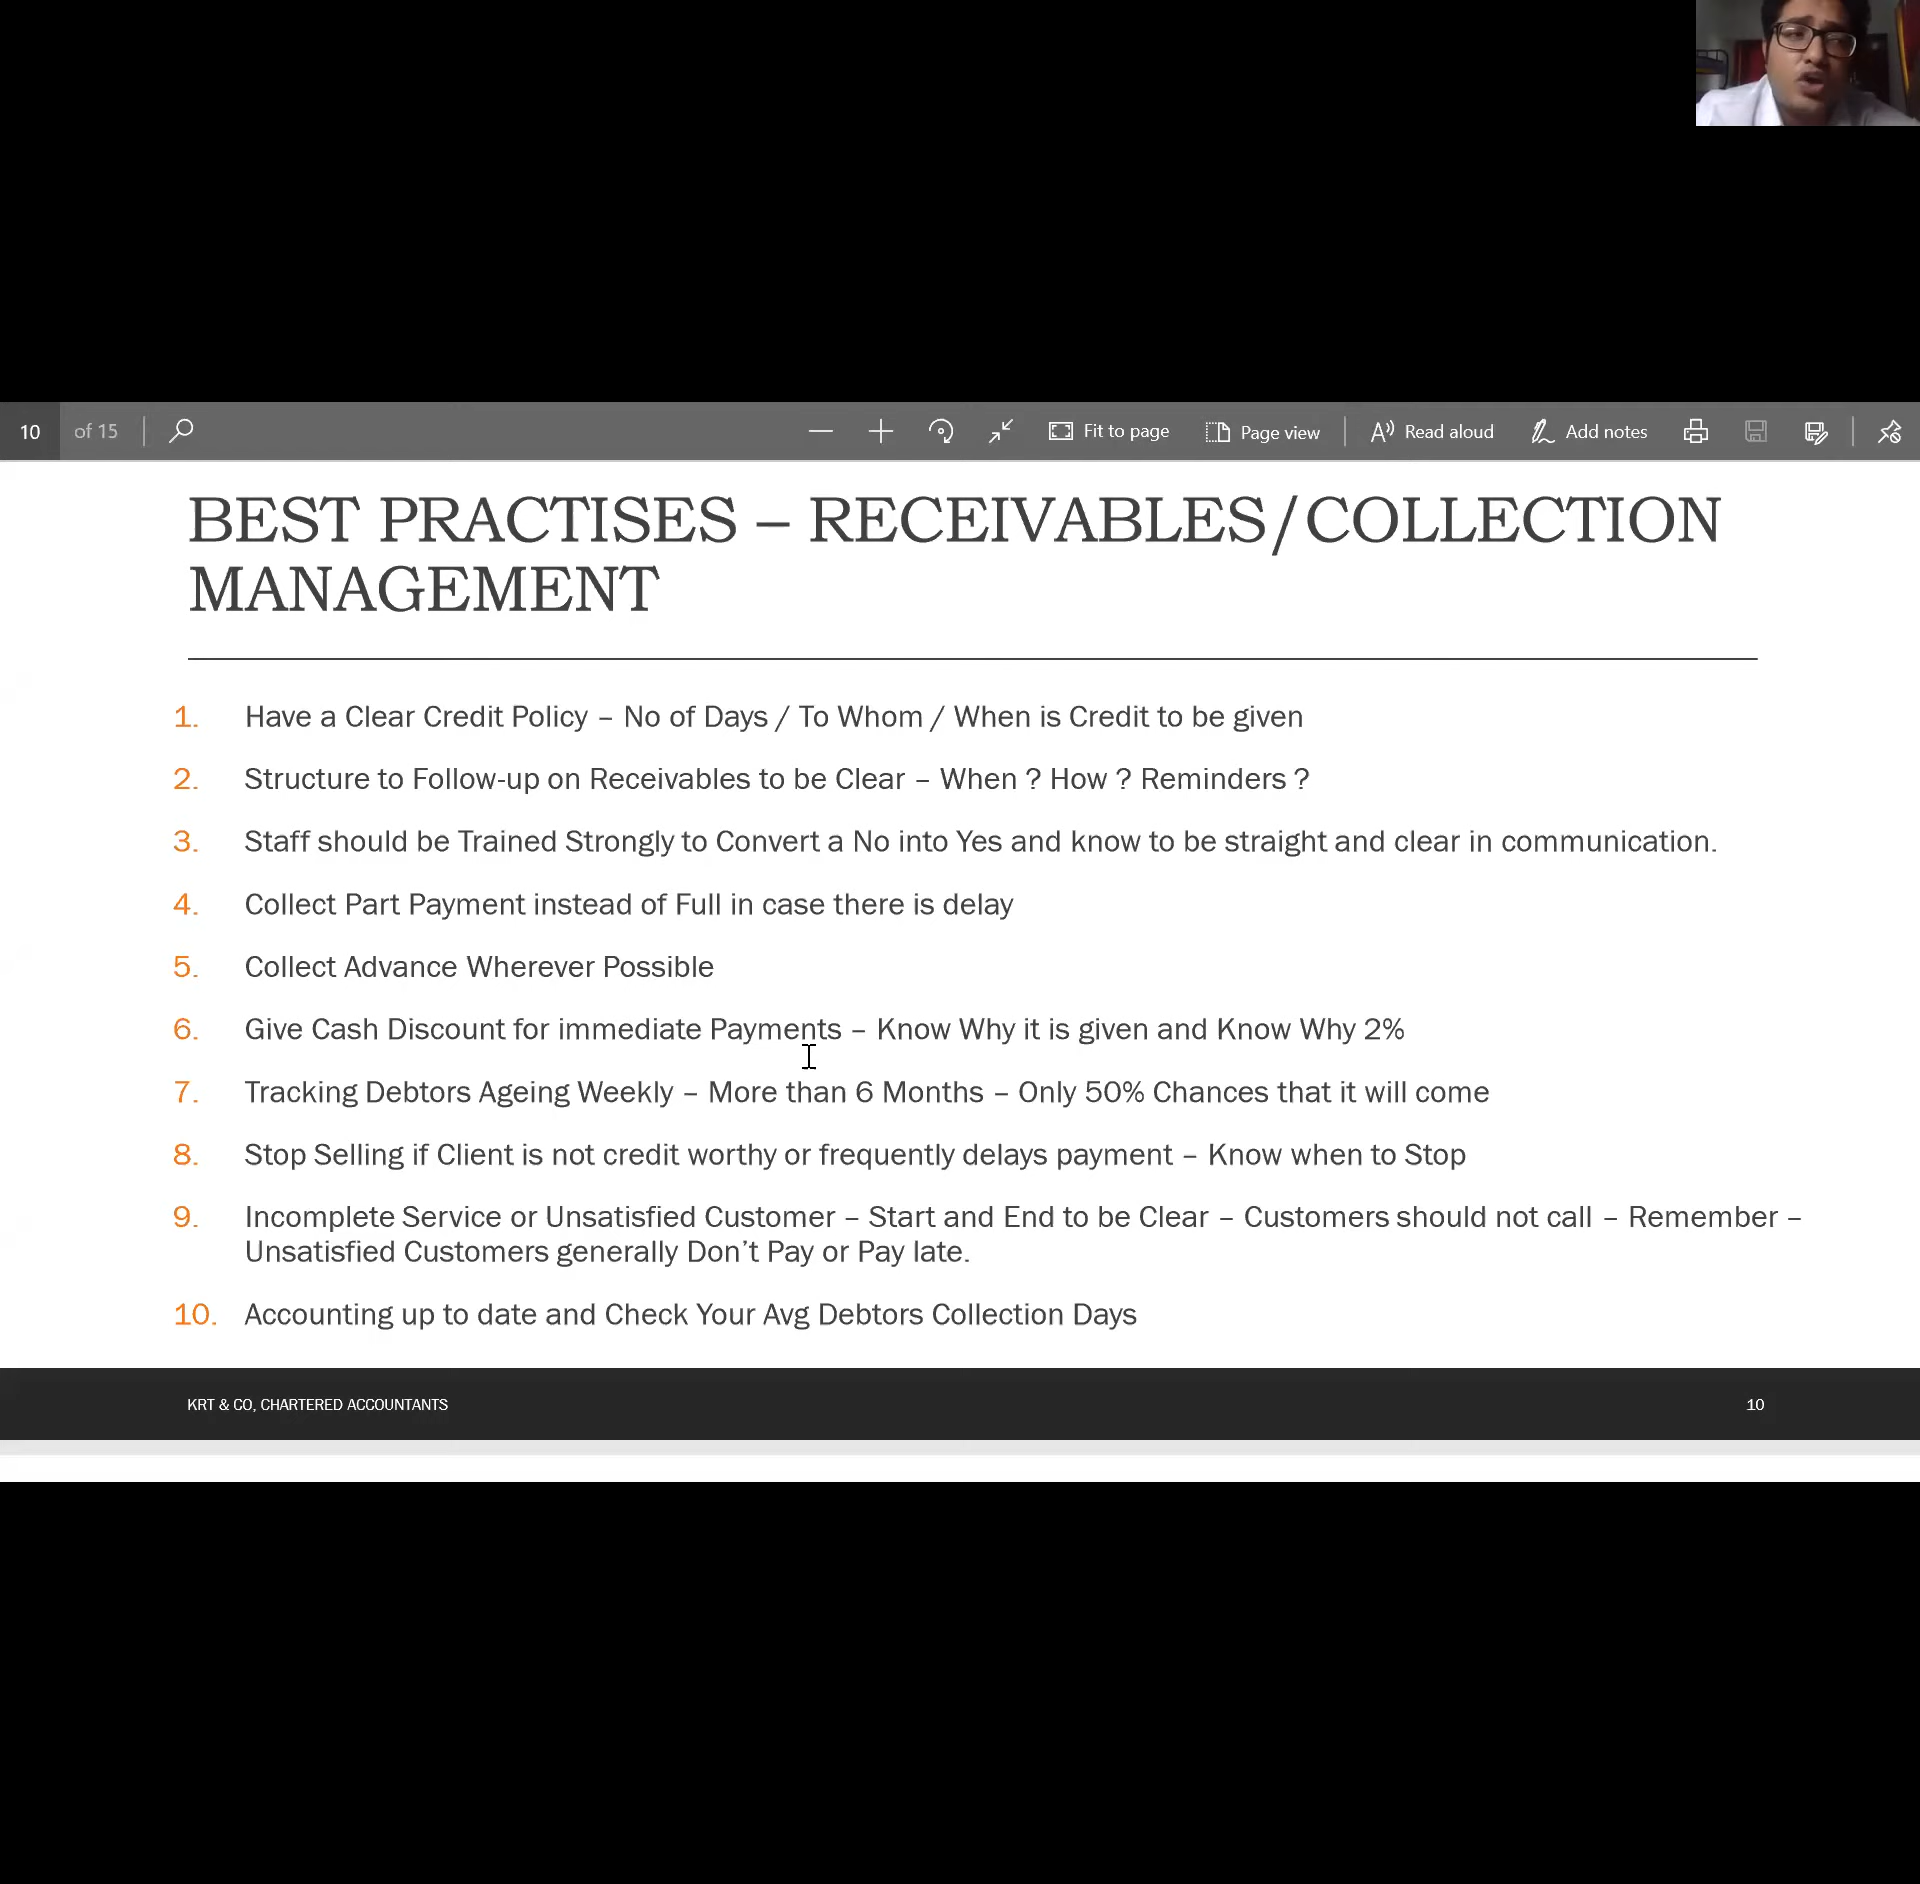 10 of 15 Fit to page Page view Read aloud Add notes
BEST PRACTISES – RECEIVABLES/COLLECTION
MANAGEMENT
1. Have a Clear Credit Policy – No of Days / To Whom / When is Credit to be given
2. Structure to Follow-up on Receivables to be Clear – When ? How ? Reminders ?
3. Staff should be Trained Strongly to Convert a No into Yes and know to be straight and clear in communication.
4. Collect Part Payment instead of Full in case there is delay
5. Collect Advance Wherever Possible
6. Give Cash Discount for immediate Payments – Know Why it is given and Know Why 2%
7. Tracking Debtors Ageing Weekly – More than 6 Months – Only 50% Chances that it will come
8. Stop Selling if Client is not credit worthy or frequently delays payment – Know when to Stop
9. Incomplete Service or Unsatisfied Customer – Start and End to be Clear – Customers should not call – Remember –
Unsatisfied Customers generally Don’t Pay or Pay late.
10. Accounting up to date and Check Your Avg Debtors Collection Days
KRT & CO, CHARTERED ACCOUNTANTS 10